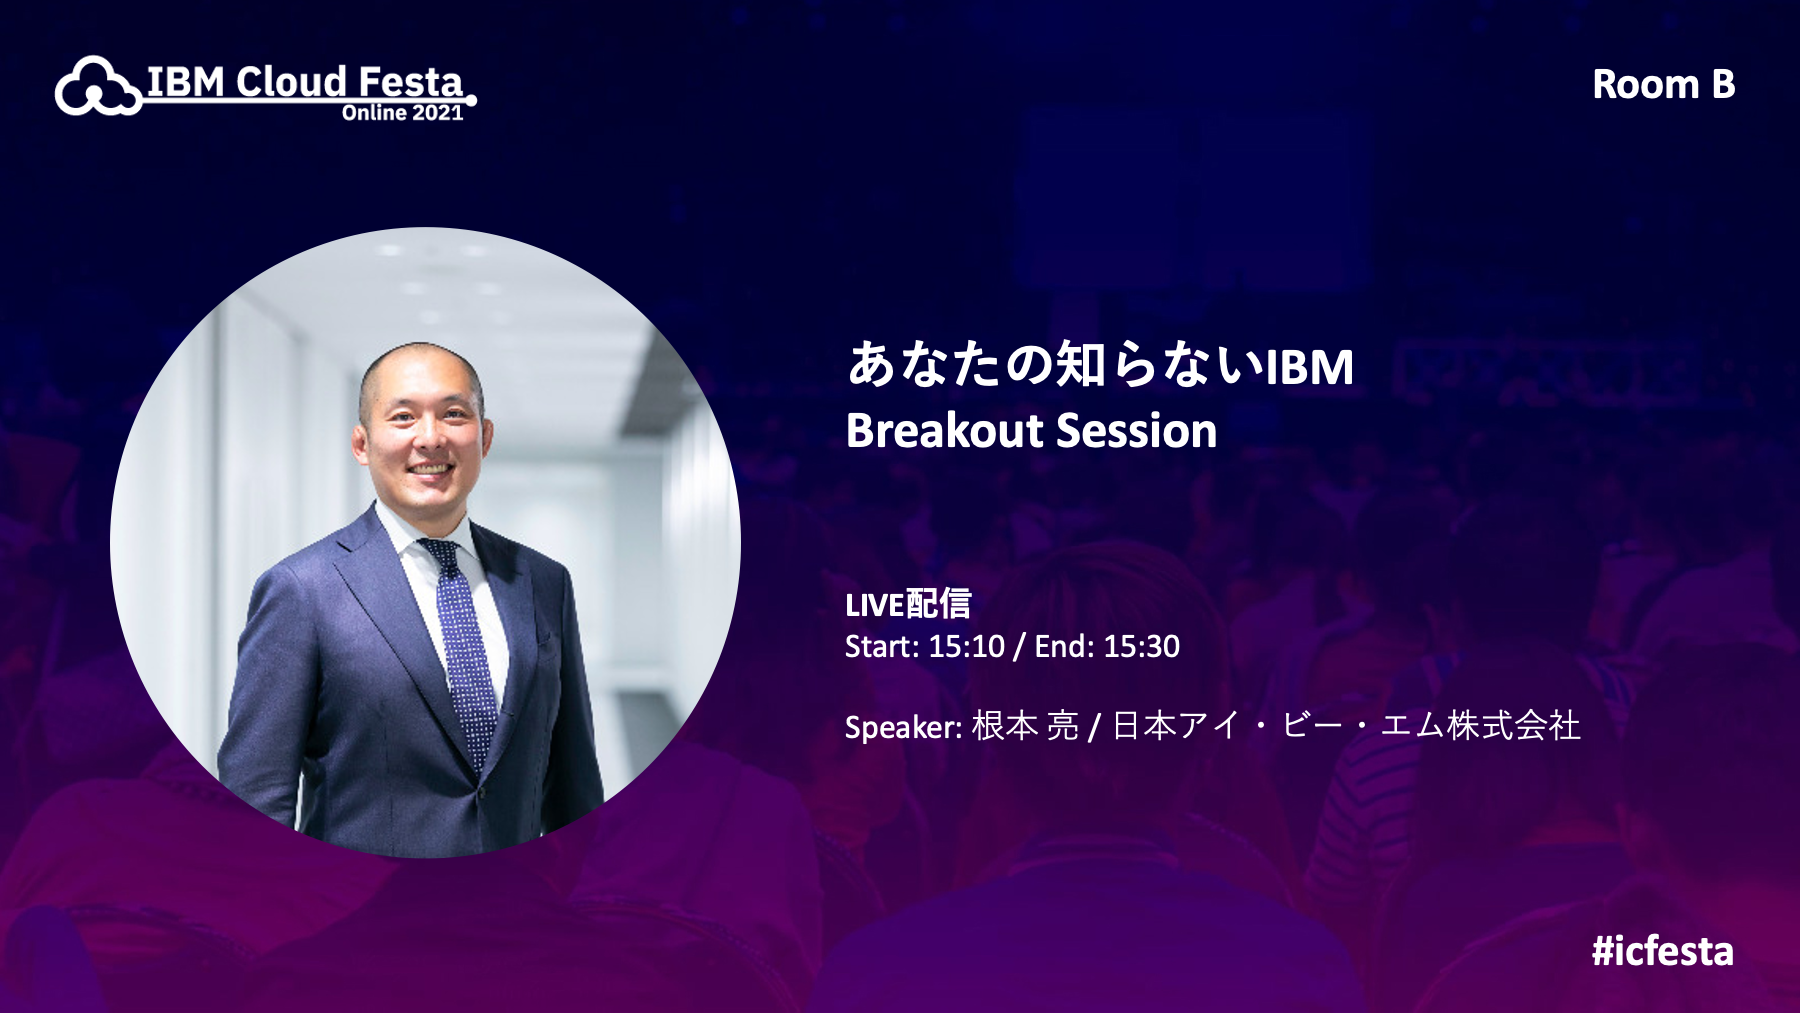 IBM Cloud Festa
Online 2021
Room B
あなたの知らないIBM
Breakout Session
LIVE配信
Start: 15:10 / End: 15:30
Speaker: 根本 亮 / 日本アイ・ビー・エム株式会社
#icfesta